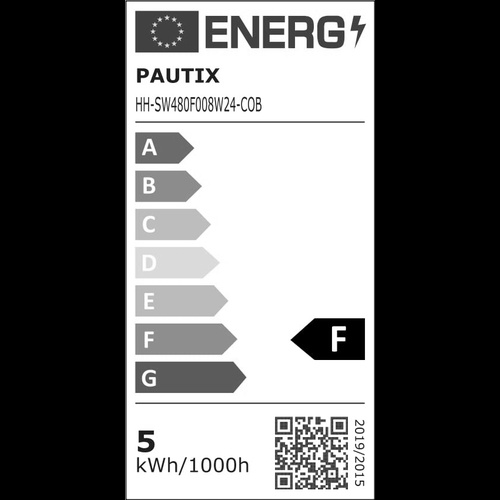 ENERG
PAUTIX
HH-SW480F008W24-COB
A
B
C
D
E
F
F
G
5
kWh/1000h
2019/2015